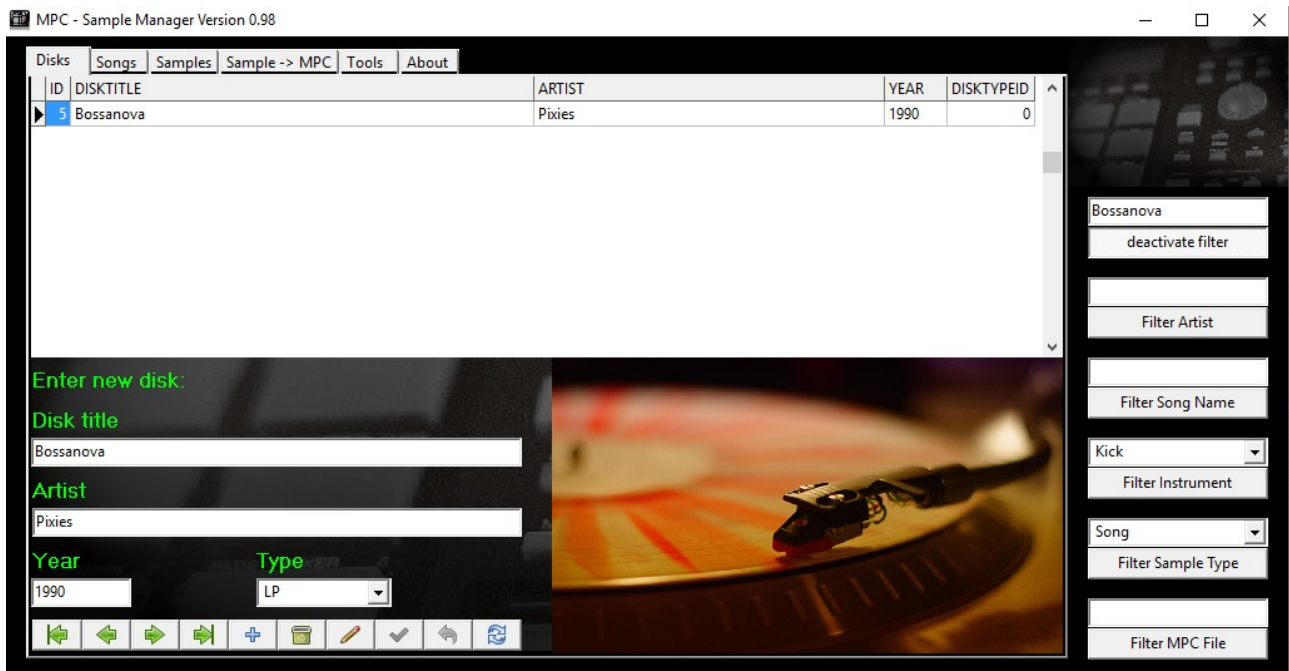 MPC - Sample Manager Version 0.98
Disks Songs Samples Sample -> MPC Tools About
ID DISKTITLE ARTIST YEAR DISKTYPEID
5 Bossanova Pixies 1990 0
Enter new disk:
Disk title
Bossanova
Artist
Pixies
Year Type
1990 LP
Bossanova
deactivate filter
Filter Artist
Filter Song Name
Kick
Filter Instrument
Song
Filter Sample Type
Filter MPC File